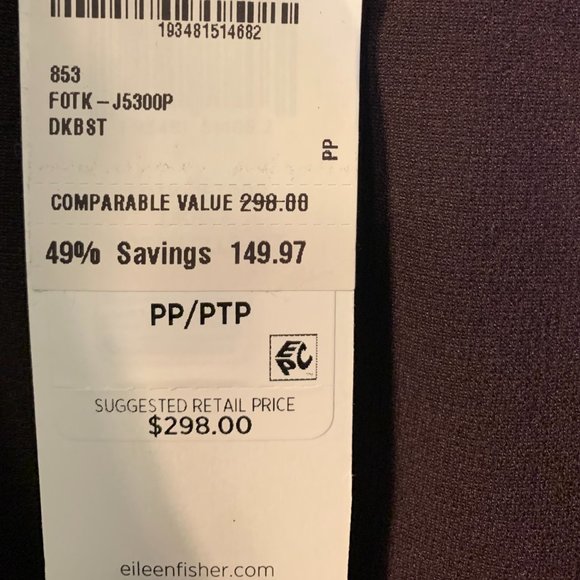 193481514682
853
F0TK-J5300P
DKBST
PP
COMPARABLE VALUE 298.00
49% Savings 149.97
PP/PTP
EPC
SUGGESTED RETAIL PRICE
$298.00
eileenfisher.com